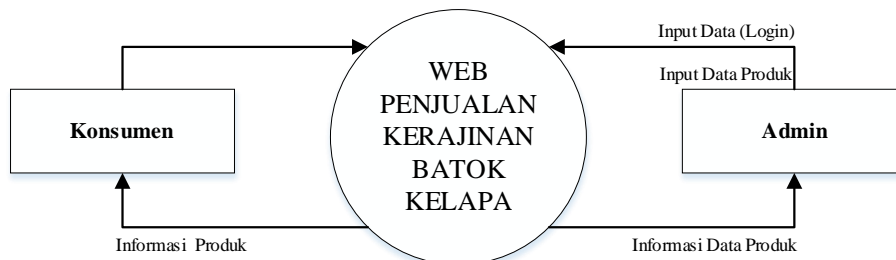 Input Data (Login)
Input Data Produk
WEB
PENJUALAN
KERAJINAN
BATOK
KELAPA
Konsumen
Admin
Informasi Produk
Informasi Data Produk